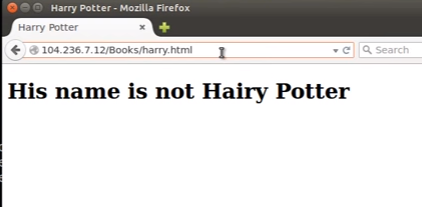 Harry Potter - Mozilla Firefox
Harry Potter
104.236.7.12/Books/harry.html
Search
His name is not Hairy Potter